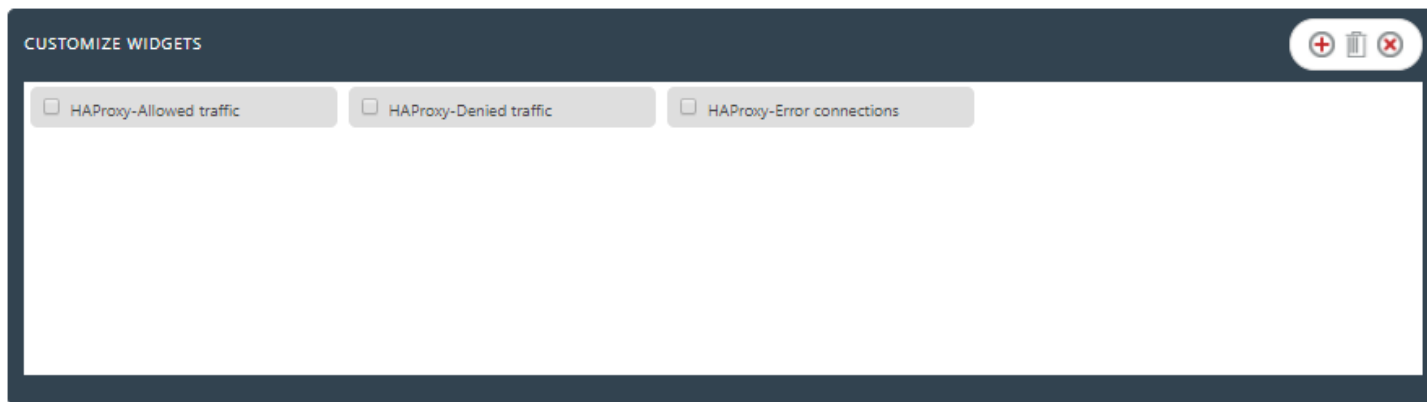 CUSTOMIZE WIDGETS
HAProxy-Allowed traffic
HAProxy-Denied traffic
HAProxy-Error connections